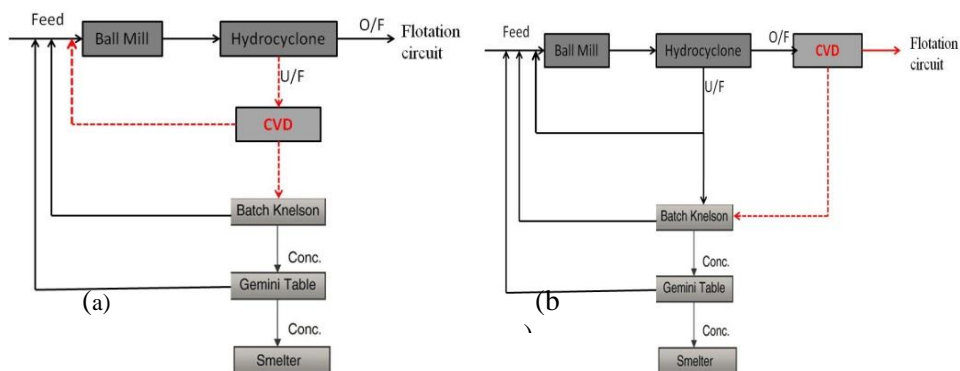 Feed
Ball Mill
Hydrocyclone
O/F
Flotation
circuit
U/F
CVD
Batch Knelson
Conc.
Gemini Table
(a)
Conc.
Smelter
Feed
Ball Mill
Hydrocyclone
O/F
CVD
Flotation
circuit
U/F
Batch Knelson
Conc.
Gemini Table
(b
)
Conc.
Smelter